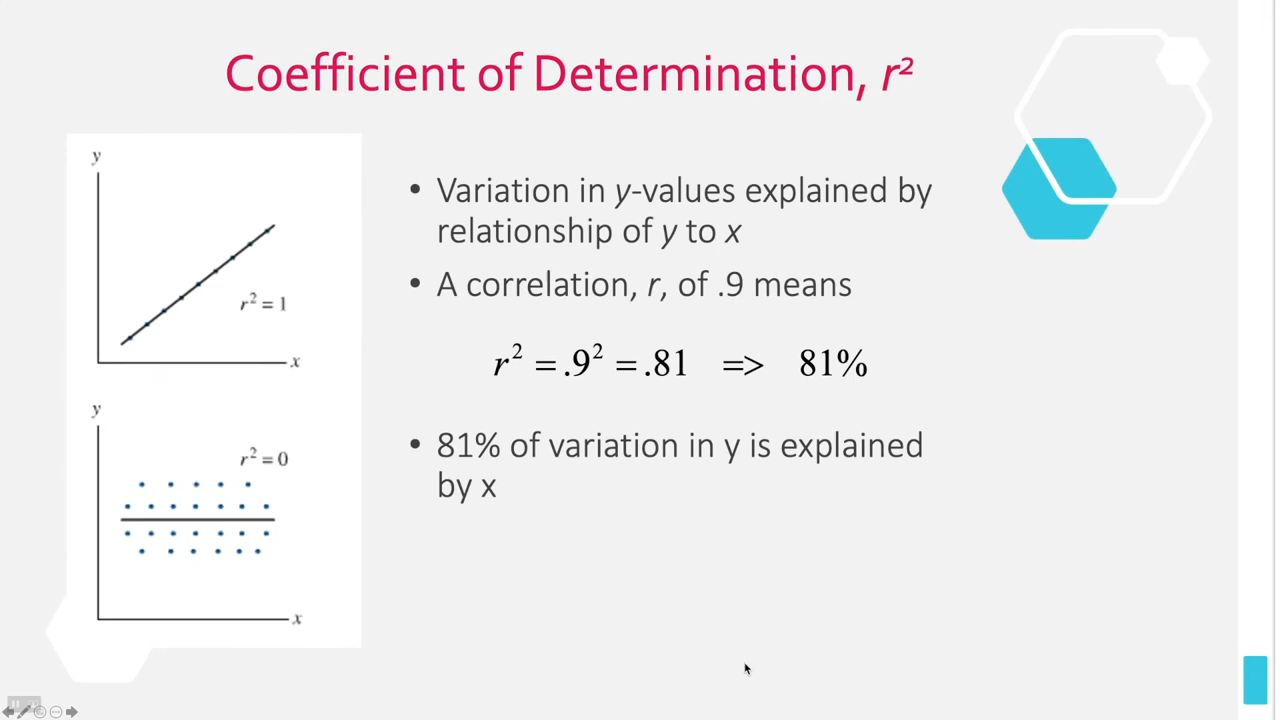 Coefficient of Determination, r²
y
r² = 1
x
y
r² = 0
x
• Variation in y-values explained by
relationship of y to x
• A correlation, r, of .9 means
r² = .9² = .81 => 81%
• 81% of variation in y is explained
by x